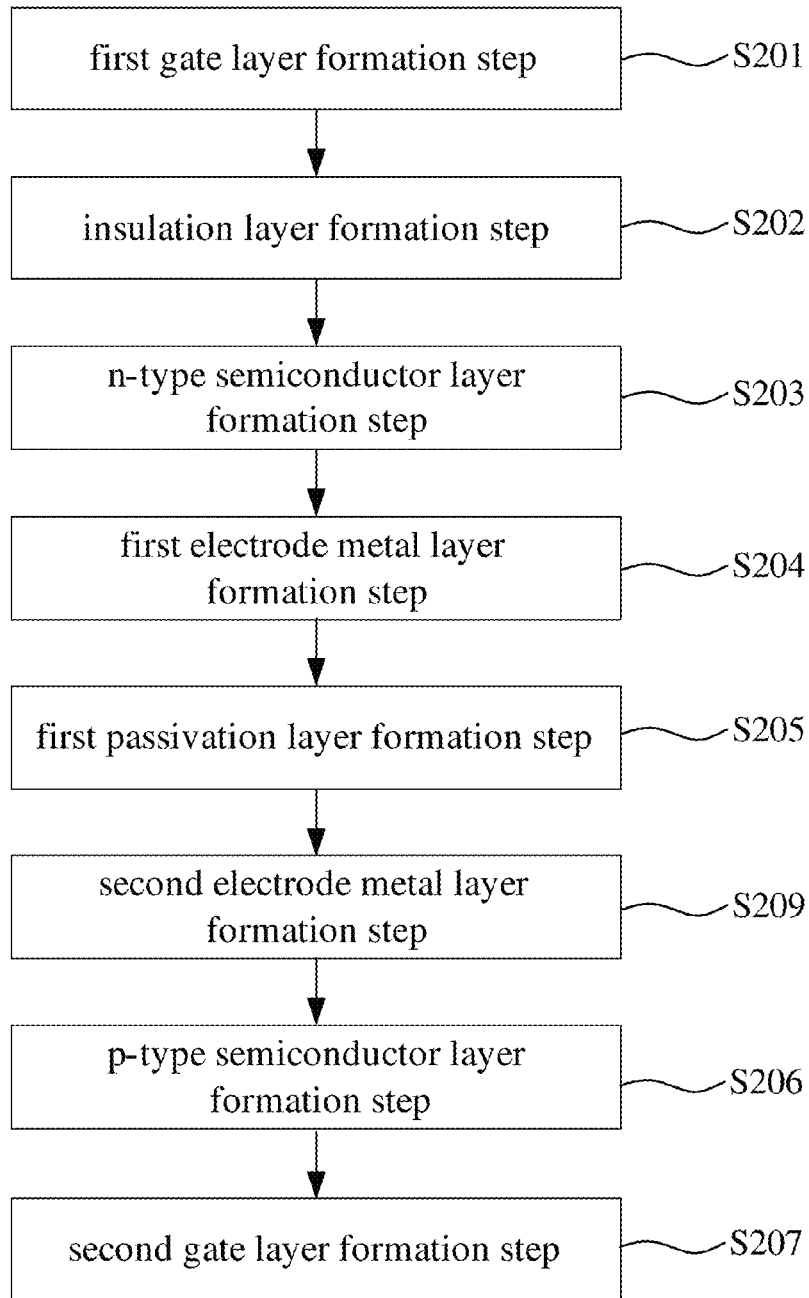 first gate layer formation step
S201
insulation layer formation step
S202
n-type semiconductor layer
formation step
S203
first electrode metal layer
formation step
S204
first passivation layer formation step
S205
second electrode metal layer
formation step
S209
p-type semiconductor layer
formation step
S206
second gate layer formation step
S207